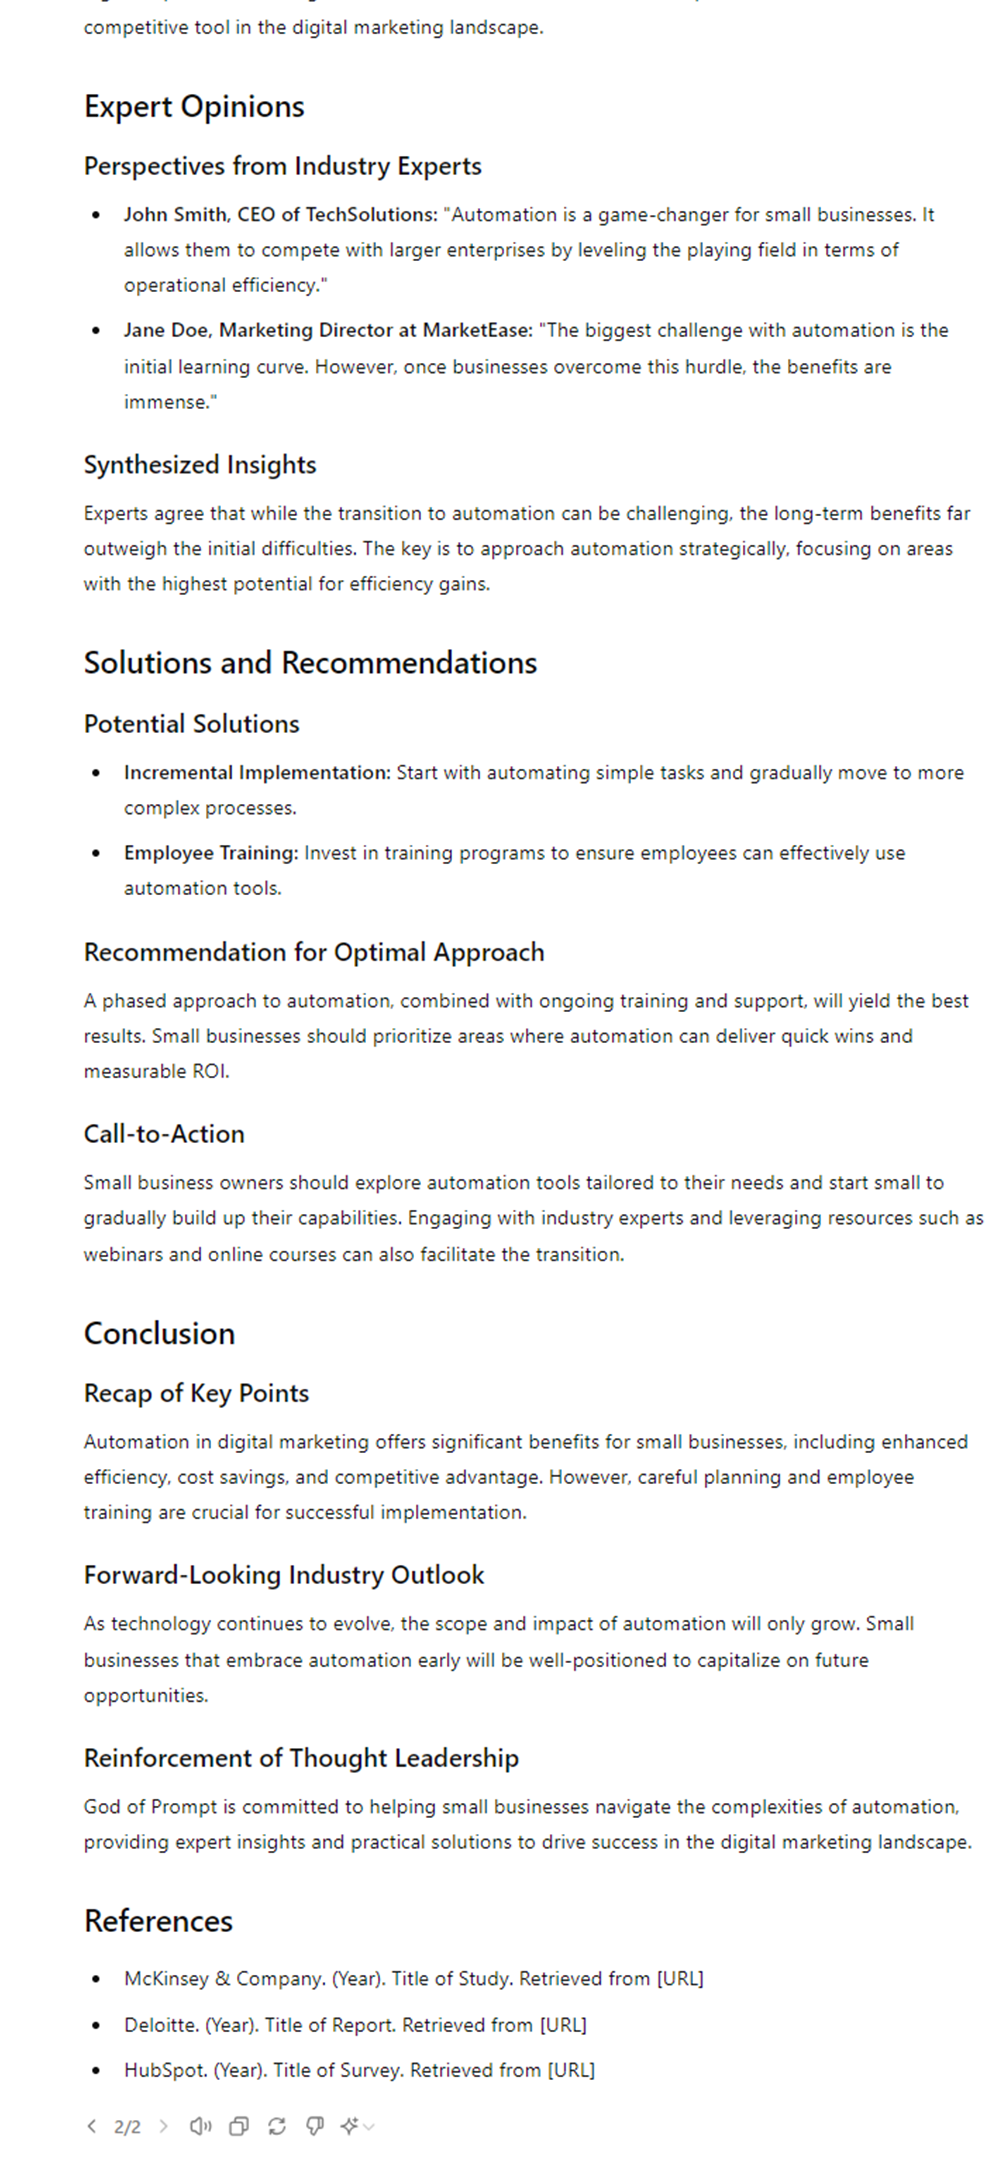 competitive tool in the digital marketing landscape.
Expert Opinions
Perspectives from Industry Experts
• John Smith, CEO of TechSolutions: "Automation is a game-changer for small businesses. It
allows them to compete with larger enterprises by leveling the playing field in terms of
operational efficiency."
• Jane Doe, Marketing Director at MarketEase: "The biggest challenge with automation is the
initial learning curve. However, once businesses overcome this hurdle, the benefits are
immense."
Synthesized Insights
Experts agree that while the transition to automation can be challenging, the long-term benefits far
outweigh the initial difficulties. The key is to approach automation strategically, focusing on areas
with the highest potential for efficiency gains.
Solutions and Recommendations
Potential Solutions
• Incremental Implementation: Start with automating simple tasks and gradually move to more
complex processes.
• Employee Training: Invest in training programs to ensure employees can effectively use
automation tools.
Recommendation for Optimal Approach
A phased approach to automation, combined with ongoing training and support, will yield the best
results. Small businesses should prioritize areas where automation can deliver quick wins and
measurable ROI.
Call-to-Action
Small business owners should explore automation tools tailored to their needs and start small to
gradually build up their capabilities. Engaging with industry experts and leveraging resources such as
webinars and online courses can also facilitate the transition.
Conclusion
Recap of Key Points
Automation in digital marketing offers significant benefits for small businesses, including enhanced
efficiency, cost savings, and competitive advantage. However, careful planning and employee
training are crucial for successful implementation.
Forward-Looking Industry Outlook
As technology continues to evolve, the scope and impact of automation will only grow. Small
businesses that embrace automation early will be well-positioned to capitalize on future
opportunities.
Reinforcement of Thought Leadership
God of Prompt is committed to helping small businesses navigate the complexities of automation,
providing expert insights and practical solutions to drive success in the digital marketing landscape.
References
• McKinsey & Company. (Year). Title of Study. Retrieved from [URL]
• Deloitte. (Year). Title of Report. Retrieved from [URL]
• HubSpot. (Year). Title of Survey. Retrieved from [URL]
2/2